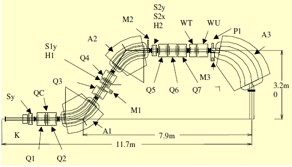 M2
S2y
S2x
H2
WT
WU
A2
P1
A3
S1y
H1
Q4
Q3
M3
3.2m
0
Q5
Q6
Q7
Sy
QC
M1
K
A1
7.9m
11.7m
Q1
Q2